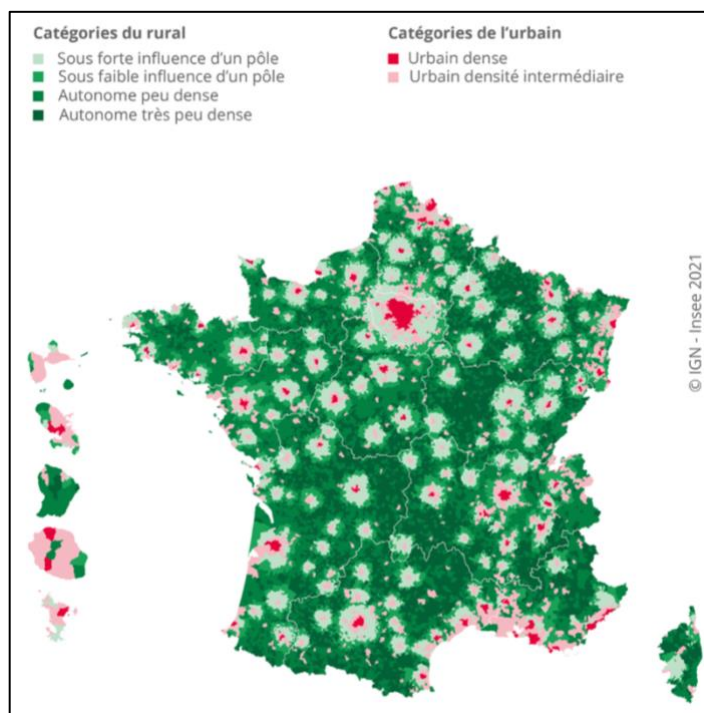 Catégories du rural
Sous forte influence d'un pôle
Sous faible influence d'un pôle
Autonome peu dense
Autonome très peu dense
Catégories de l'urbain
Urbain dense
Urbain densité intermédiaire
© IGN - Insee 2021